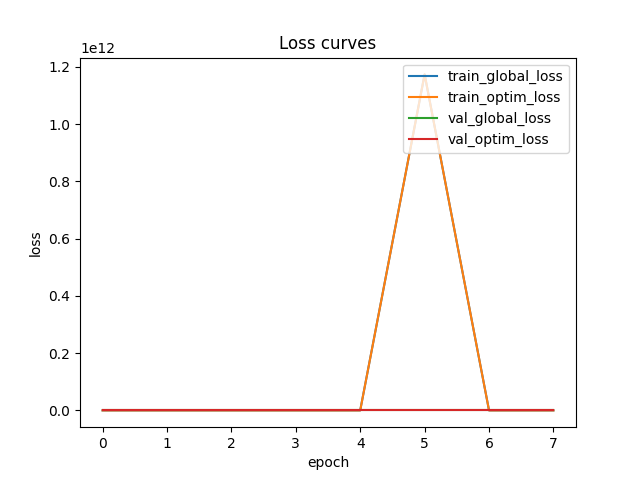 Loss curves
1e12
1.2
1.0
0.8
0.6
0.4
0.2
0.0
loss
train_global_loss
train_optim_loss
val_global_loss
val_optim_loss
0 1 2 3 4 5 6 7
epoch